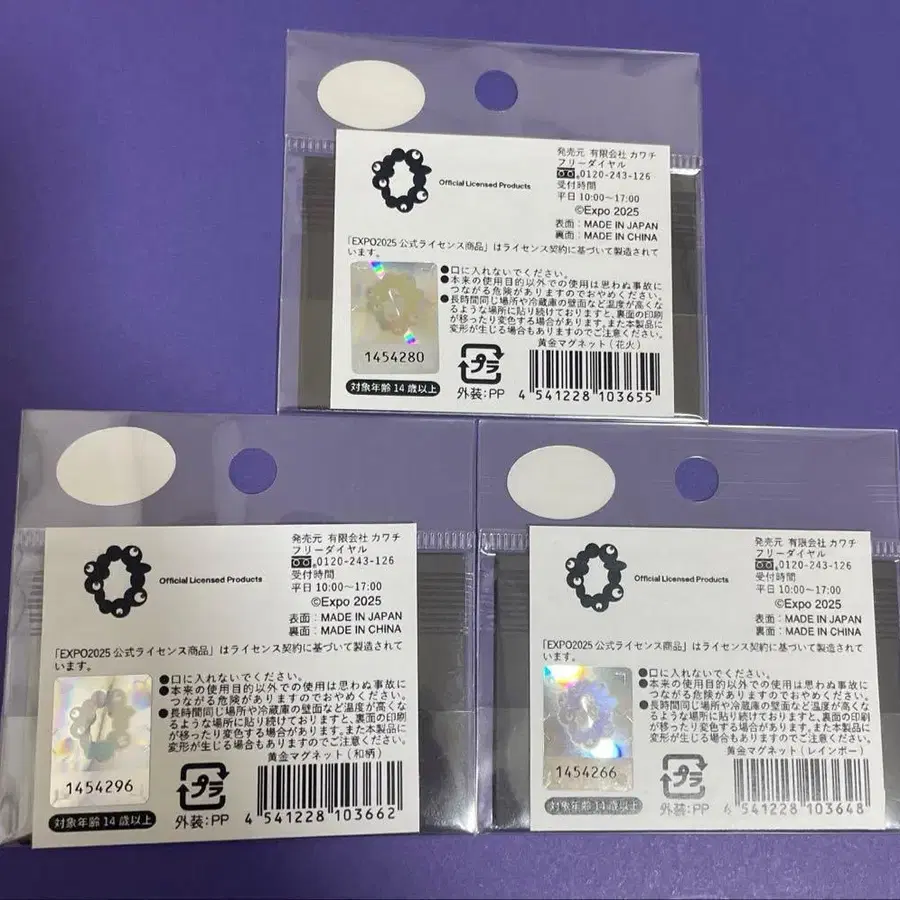 発売元 有限会社 カワチ
フリーダイヤル
0120-243-126
受付時間
平日 10:00〜17:00
©Expo 2025
Official Licensed Products
表面：MADE IN JAPAN
裏面：MADE IN CHINA
「EXPO2025 公式ライセンス商品」はライセンス契約に基づいて製造されて
います。
●口に入れないでください。
●本来の使用目的以外での使用は思わぬ事故に
つながる危険がありますのでおやめください。
●長時間同じ場所や冷蔵庫の壁面など温度が高くな
るような場所に貼り続けておりますと、裏面の印刷
が移ったり変色する場合があります。また本製品に
変形が生じる場合もありますのでご注意ください。
黄金マグネット(花火)
1454280
対象年齢14歳以上
プラ
外装:PP
4 541228 103655
発売元 有限会社 カワチ
フリーダイヤル
0120-243-126
受付時間
平日 10:00〜17:00
©Expo 2025
Official Licensed Products
表面：MADE IN JAPAN
裏面：MADE IN CHINA
「EXPO2025 公式ライセンス商品」はライセンス契約に基づいて製造されて
います。
●口に入れないでください。
●本来の使用目的以外での使用は思わぬ事故に
つながる危険がありますのでおやめください。
●長時間同じ場所や冷蔵庫の壁面など温度が高くな
るような場所に貼り続けておりますと、裏面の印刷
が移ったり変色する場合があります。また本製品に
変形が生じる場合もありますのでご注意ください。
黄金マグネット(和柄)
1454296
対象年齢14歳以上
プラ
外装:PP
4 541228 103662
発売元 有限会社 カワチ
フリーダイヤル
0120-243-126
受付時間
平日 10:00〜17:00
©Expo 2025
Official Licensed Products
表面：MADE IN JAPAN
裏面：MADE IN CHINA
「EXPO2025 公式ライセンス商品」はライセンス契約に基づいて製造されて
います。
●口に入れないでください。
●本来の使用目的以外での使用は思わぬ事故に
つながる危険がありますのでおやめください。
●長時間同じ場所や冷蔵庫の壁面など温度が高くな
るような場所に貼り続けておりますと、裏面の印刷
が移ったり変色する場合があります。また本製品に
変形が生じる場合もありますのでご注意ください。
黄金マグネット(レインボー)
1454266
対象年齢14歳以上
プラ
外装:PP
541228 103648